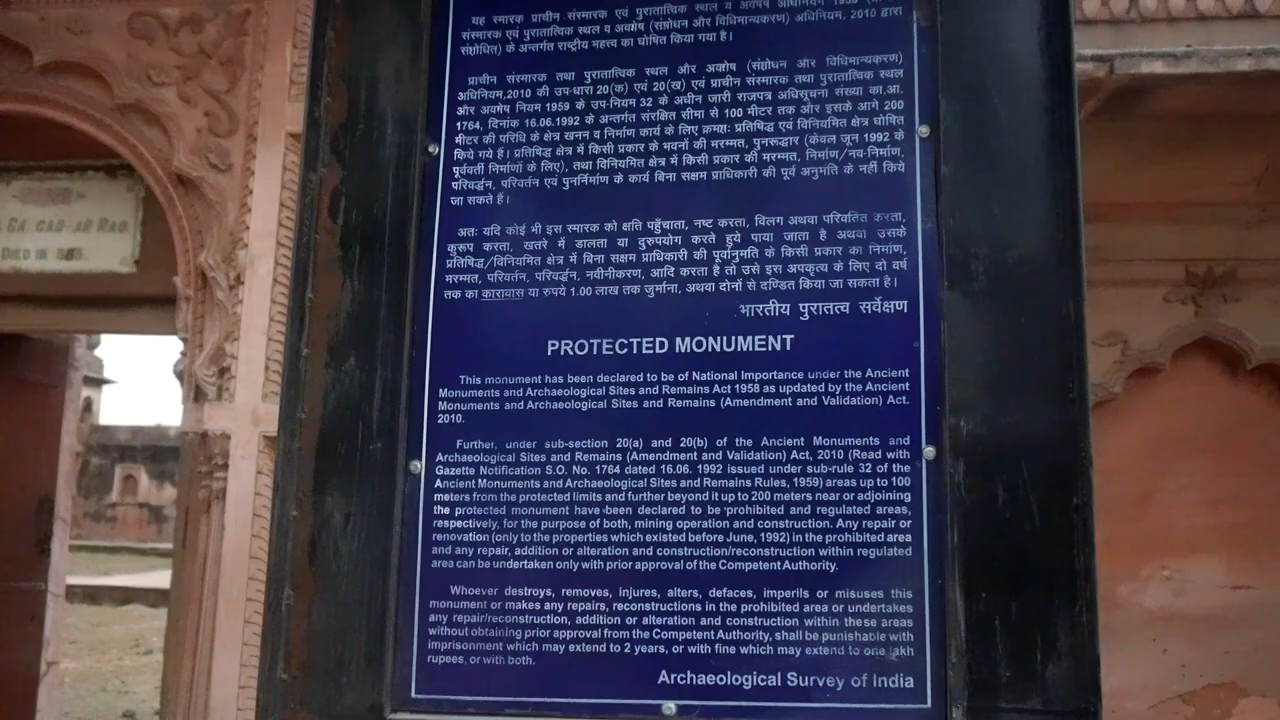 यह स्मारक प्राचीन संस्मारक एवं पुरातात्विक स्थल व अवषेष अधिनियम 1958
संस्मारक एवं पुरातात्विक स्थल व अवषेष (संशोधन और विधिमान्यकरण) अधिनियम, 2010 द्वारा
संशोधित) के अन्तर्गत राष्ट्रीय महत्त्व का घोषित किया गया है।
प्राचीन संस्मारक तथा पुरातात्विक स्थल और अवषेष (संशोधन और विधिमान्यकरण)
अधिनियम,2010 की उप-धारा 20(क) एवं 20(ख) एवं प्राचीन संस्मारक तथा पुरातात्विक स्थल
और अवषेष नियम 1959 के उप-नियम 32 के अधीन जारी राजपत्र अधिसूचना संख्या का.आ.
1764, दिनांक 16.06.1992 के अन्तर्गत संरक्षित सीमा से 100 मीटर तक और इसके आगे 200
मीटर की परिधि के क्षेत्र खनन व निर्माण कार्य के लिए क्रमषः प्रतिषिद्ध एवं विनियमित क्षेत्र घोषित
किये गये हैं। प्रतिषिद्ध क्षेत्र में किसी प्रकार के भवनों की मरम्मत, पुनरूद्धार (केवल जून 1992 के
पूर्ववर्ती निर्माणों के लिए), तथा विनियमित क्षेत्र में किसी प्रकार की मरम्मत, निर्माण/नव-निर्माण,
परिवर्द्धन, परिवर्तन एवं पुनर्निर्माण के कार्य बिना सक्षम प्राधिकारी की पूर्व अनुमति के नहीं किये
जा सकते हैं।
अतः यदि कोई भी इस स्मारक को क्षति पहुँचाता, नष्ट करता, विलग अथवा परिवर्तित करता,
कुरूप करता, खतरे में डालता या दुरुपयोग करते हुये पाया जाता है अथवा उसके
प्रतिषिद्ध/विनियमित क्षेत्र में बिना सक्षम प्राधिकारी की पूर्वानुमति के किसी प्रकार का निर्माण,
मरम्मत, परिवर्तन, परिवर्द्धन, नवीनीकरण, आदि करता है तो उसे इस अपकृत्य के लिए दो वर्ष
तक का कारावास या रुपये 1.00 लाख तक जुर्माना, अथवा दोनों से दण्डित किया जा सकता है।
भारतीय पुरातत्व सर्वेक्षण
PROTECTED MONUMENT
This monument has been declared to be of National Importance under the Ancient
Monuments and Archaeological Sites and Remains Act 1958 as updated by the Ancient
Monuments and Archaeological Sites and Remains (Amendment and Validation) Act.
2010.
Further, under sub-section 20(a) and 20(b) of the Ancient Monuments and
Archaeological Sites and Remains (Amendment and Validation) Act, 2010 (Read with
Gazette Notification S.O. No. 1764 dated 16.06. 1992 issued under sub-rule 32 of the
Ancient Monuments and Archaeological Sites and Remains Rules, 1959) areas up to 100
meters from the protected limits and further beyond it up to 200 meters near or adjoining
the protected monument have been declared to be prohibited and regulated areas,
respectively, for the purpose of both, mining operation and construction. Any repair or
renovation (only to the properties which existed before June, 1992) in the prohibited area
and any repair, addition or alteration and construction/reconstruction within regulated
area can be undertaken only with prior approval of the Competent Authority.
Whoever destroys, removes, injures, alters, defaces, imperils or misuses this
monument or makes any repairs, reconstructions in the prohibited area or undertakes
any repair/reconstruction, addition or alteration and construction within these areas
without obtaining prior approval from the Competent Authority, shall be punishable with
imprisonment which may extend to 2 years, or with fine which may extend to one lakh
rupees, or with both.
Archaeological Survey of India
RAO.
DIED IN